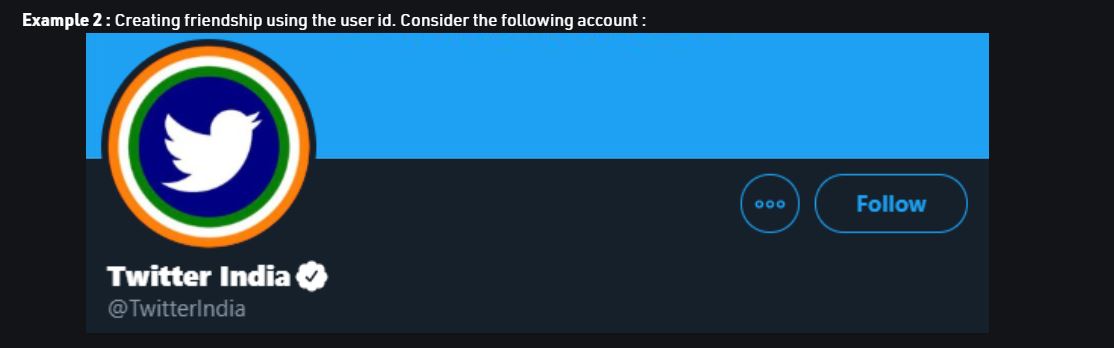 Example 2 : Creating friendship using the user id. Consider the following account :
Follow
Twitter India
@TwitterIndia